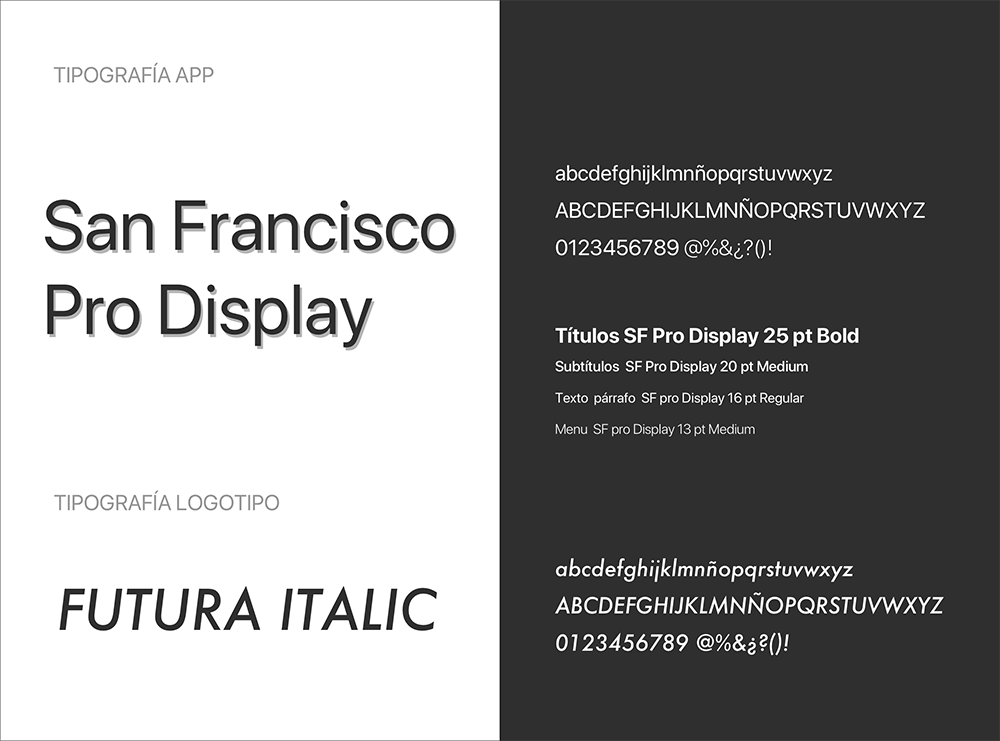 TIPOGRAFÍA APP
San Francisco
Pro Display
abcdefghijklmnñopqrstuvwxyz
ABCDEFGHIJKLMNÑOPQRSTUVWXYZ
0123456789 @%&¿?()!
Títulos SF Pro Display 25 pt Bold
Subtítulos SF Pro Display 20 pt Medium
Texto párrafo SF pro Display 16 pt Regular
Menu SF pro Display 13 pt Medium
TIPOGRAFÍA LOGOTIPO
FUTURA ITALIC
abcdefghijklmnñopqrstuvwxyz
ABCDEFGHIJKLMNÑOPQRSTUVWXYZ
0123456789 @%&¿?()!